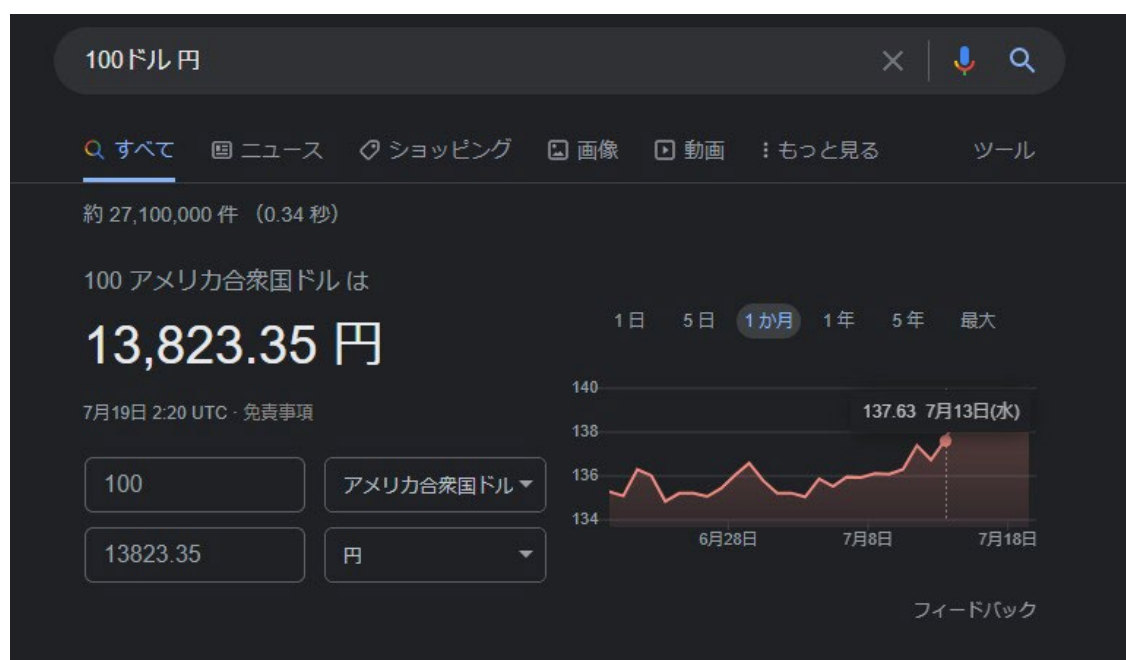 100ドル 円
すべて ニュース ショッピング 画像 動画 もっと見る ツール
約 27,100,000 件 (0.34 秒)
100 アメリカ合衆国ドル は
13,823.35 円
7月19日 2:20 UTC · 免責事項
100 アメリカ合衆国ドル
13823.35 円
1日 5日 1か月 1年 5年 最大
140
138
136
134
137.63 7月13日(水)
6月28日 7月8日 7月18日
フィードバック